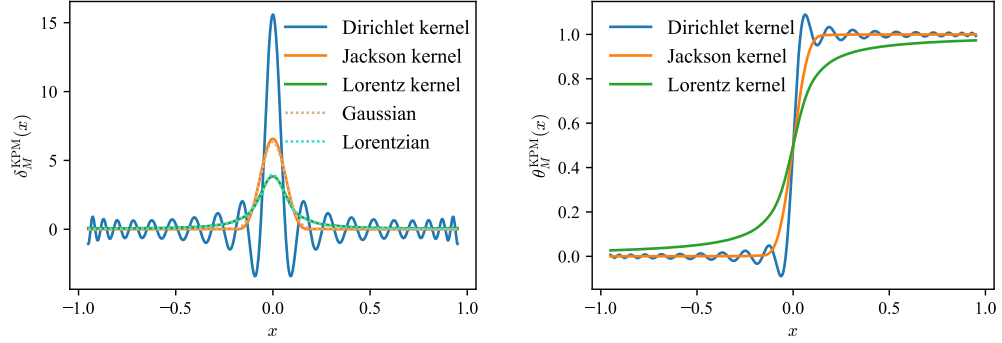 15
10
5
0
−1.0
−0.5
0.0
0.5
1.0
x
δ_M^KPM(x)
Dirichlet kernel
Jackson kernel
Lorentz kernel
Gaussian
Lorentzian
1.0
0.8
0.6
0.4
0.2
0.0
−1.0
−0.5
0.0
0.5
1.0
x
θ_M^KPM(x)
Dirichlet kernel
Jackson kernel
Lorentz kernel